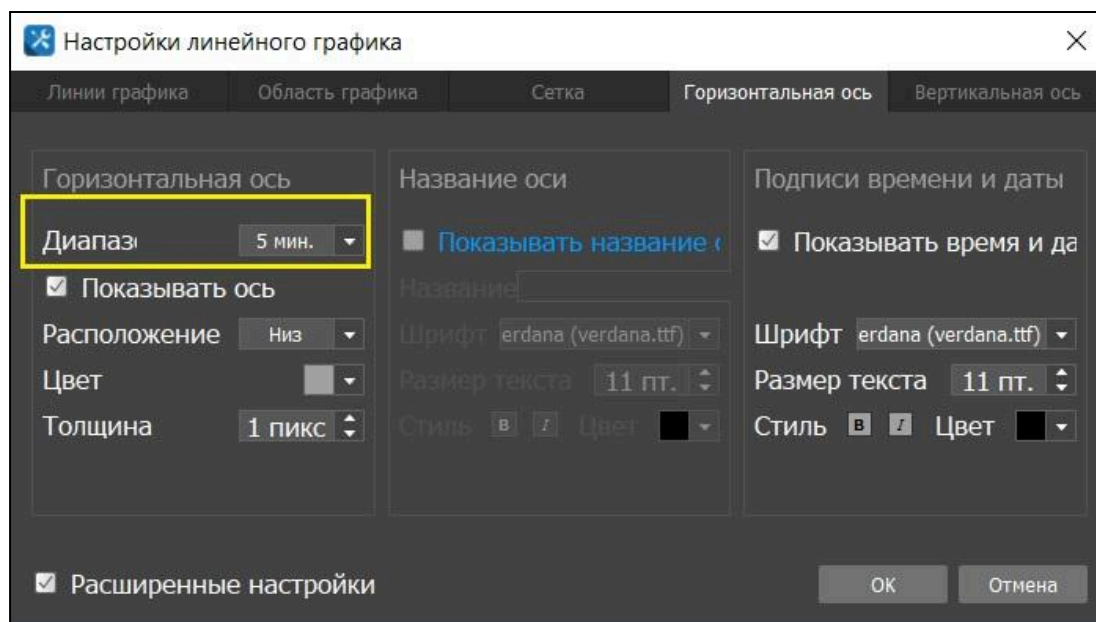 Настройки линейного графика
Линии графика Область графика Сетка Горизонтальная ось Вертикальная ось
Горизонтальная ось
Диапаз
5 мин.
Показывать ось
Расположение Низ
Цвет
Толщина 1 пикс
Название оси
Показывать название
Название
Шрифт erdana (verdana.ttf)
Размер текста 11 пт.
Стиль B I Цвет
Подписи времени и даты
Показывать время и да
Шрифт erdana (verdana.ttf)
Размер текста 11 пт.
Стиль B I Цвет
Расширенные настройки
OK Отмена